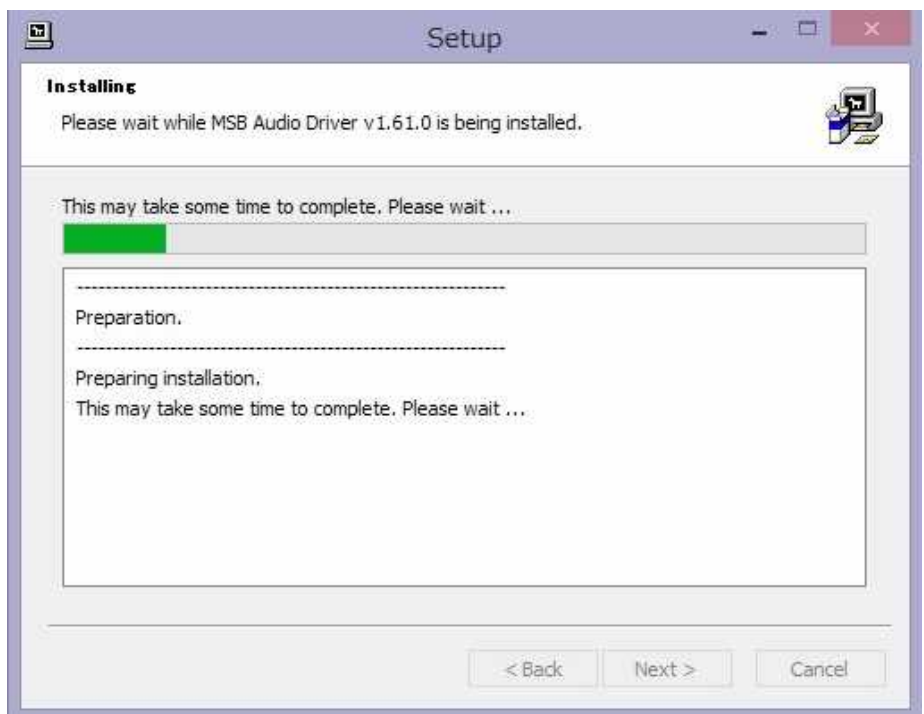 Setup
Installing
Please wait while MSB Audio Driver v1.61.0 is being installed.
This may take some time to complete. Please wait ...
------------------------------------------------------------
Preparation.
------------------------------------------------------------
Preparing installation.
This may take some time to complete. Please wait ...
< Back
Next >
Cancel